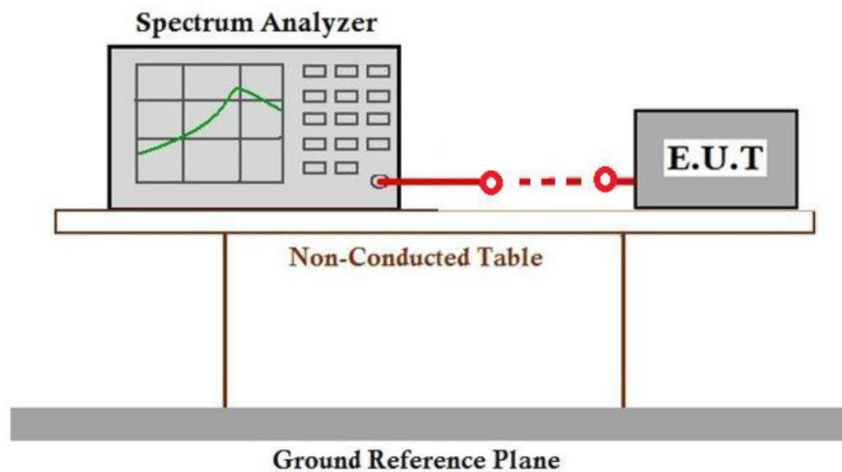 Spectrum Analyzer
E.U.T
Non-Conducted Table
Ground Reference Plane